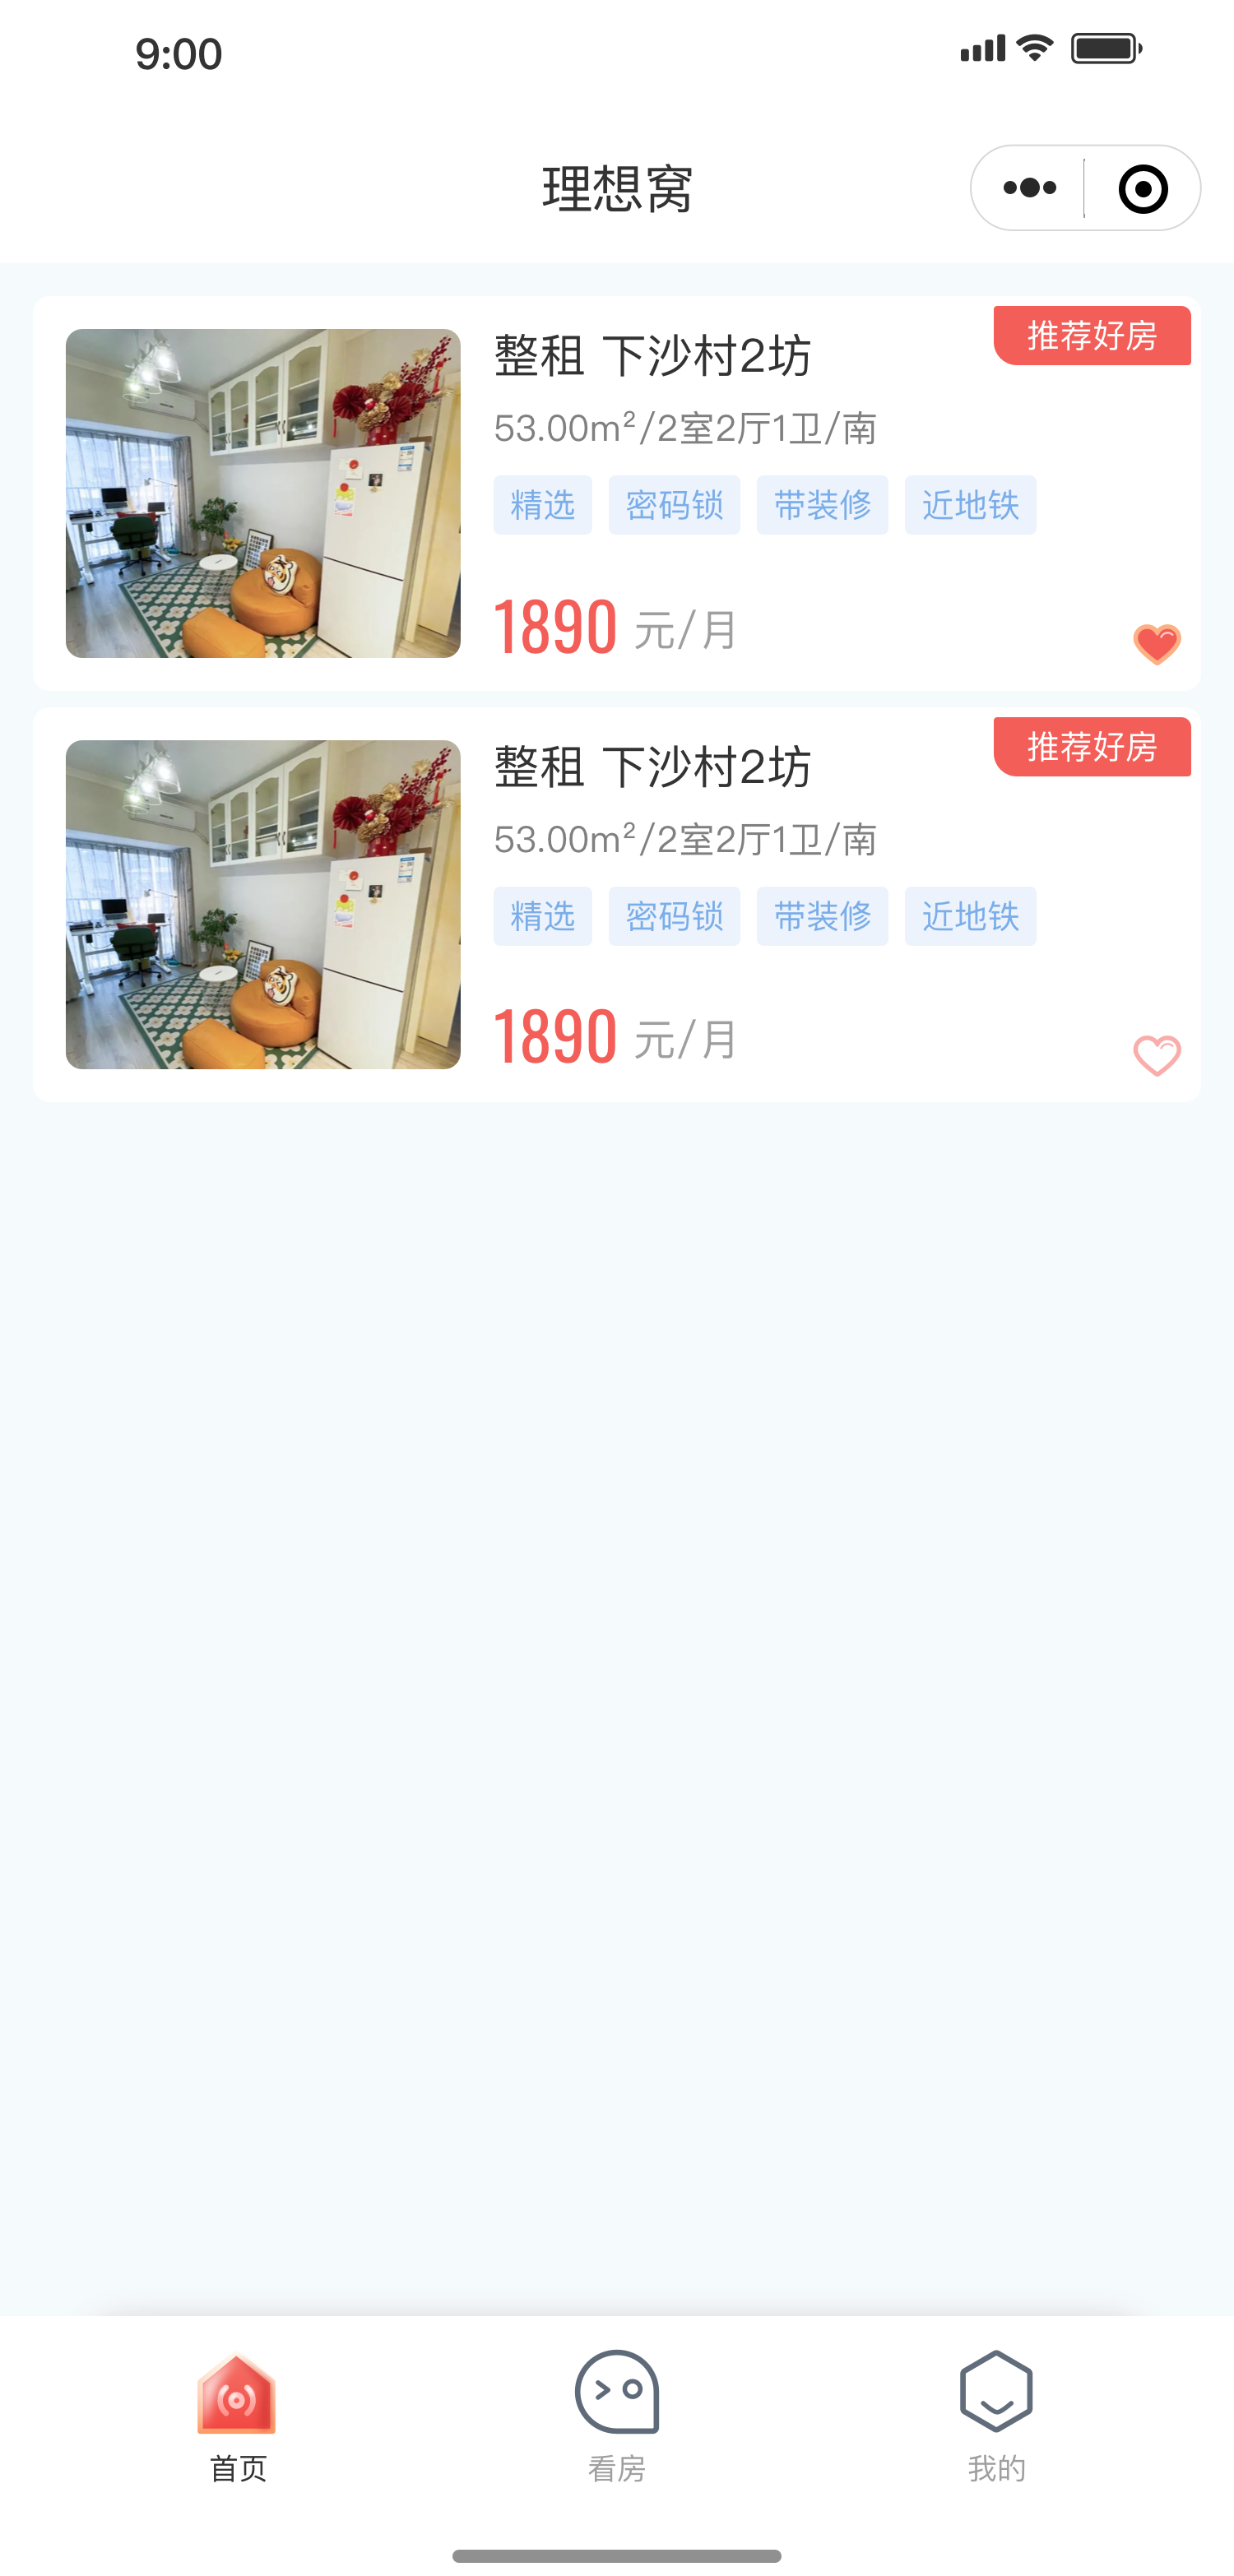 9:00
理想窝
整租 下沙村2坊
推荐好房
53.00m²/2室2厅1卫/南
精选 密码锁 带装修 近地铁
1890 元/月
整租 下沙村2坊
推荐好房
53.00m²/2室2厅1卫/南
精选 密码锁 带装修 近地铁
1890 元/月
首页 看房 我的